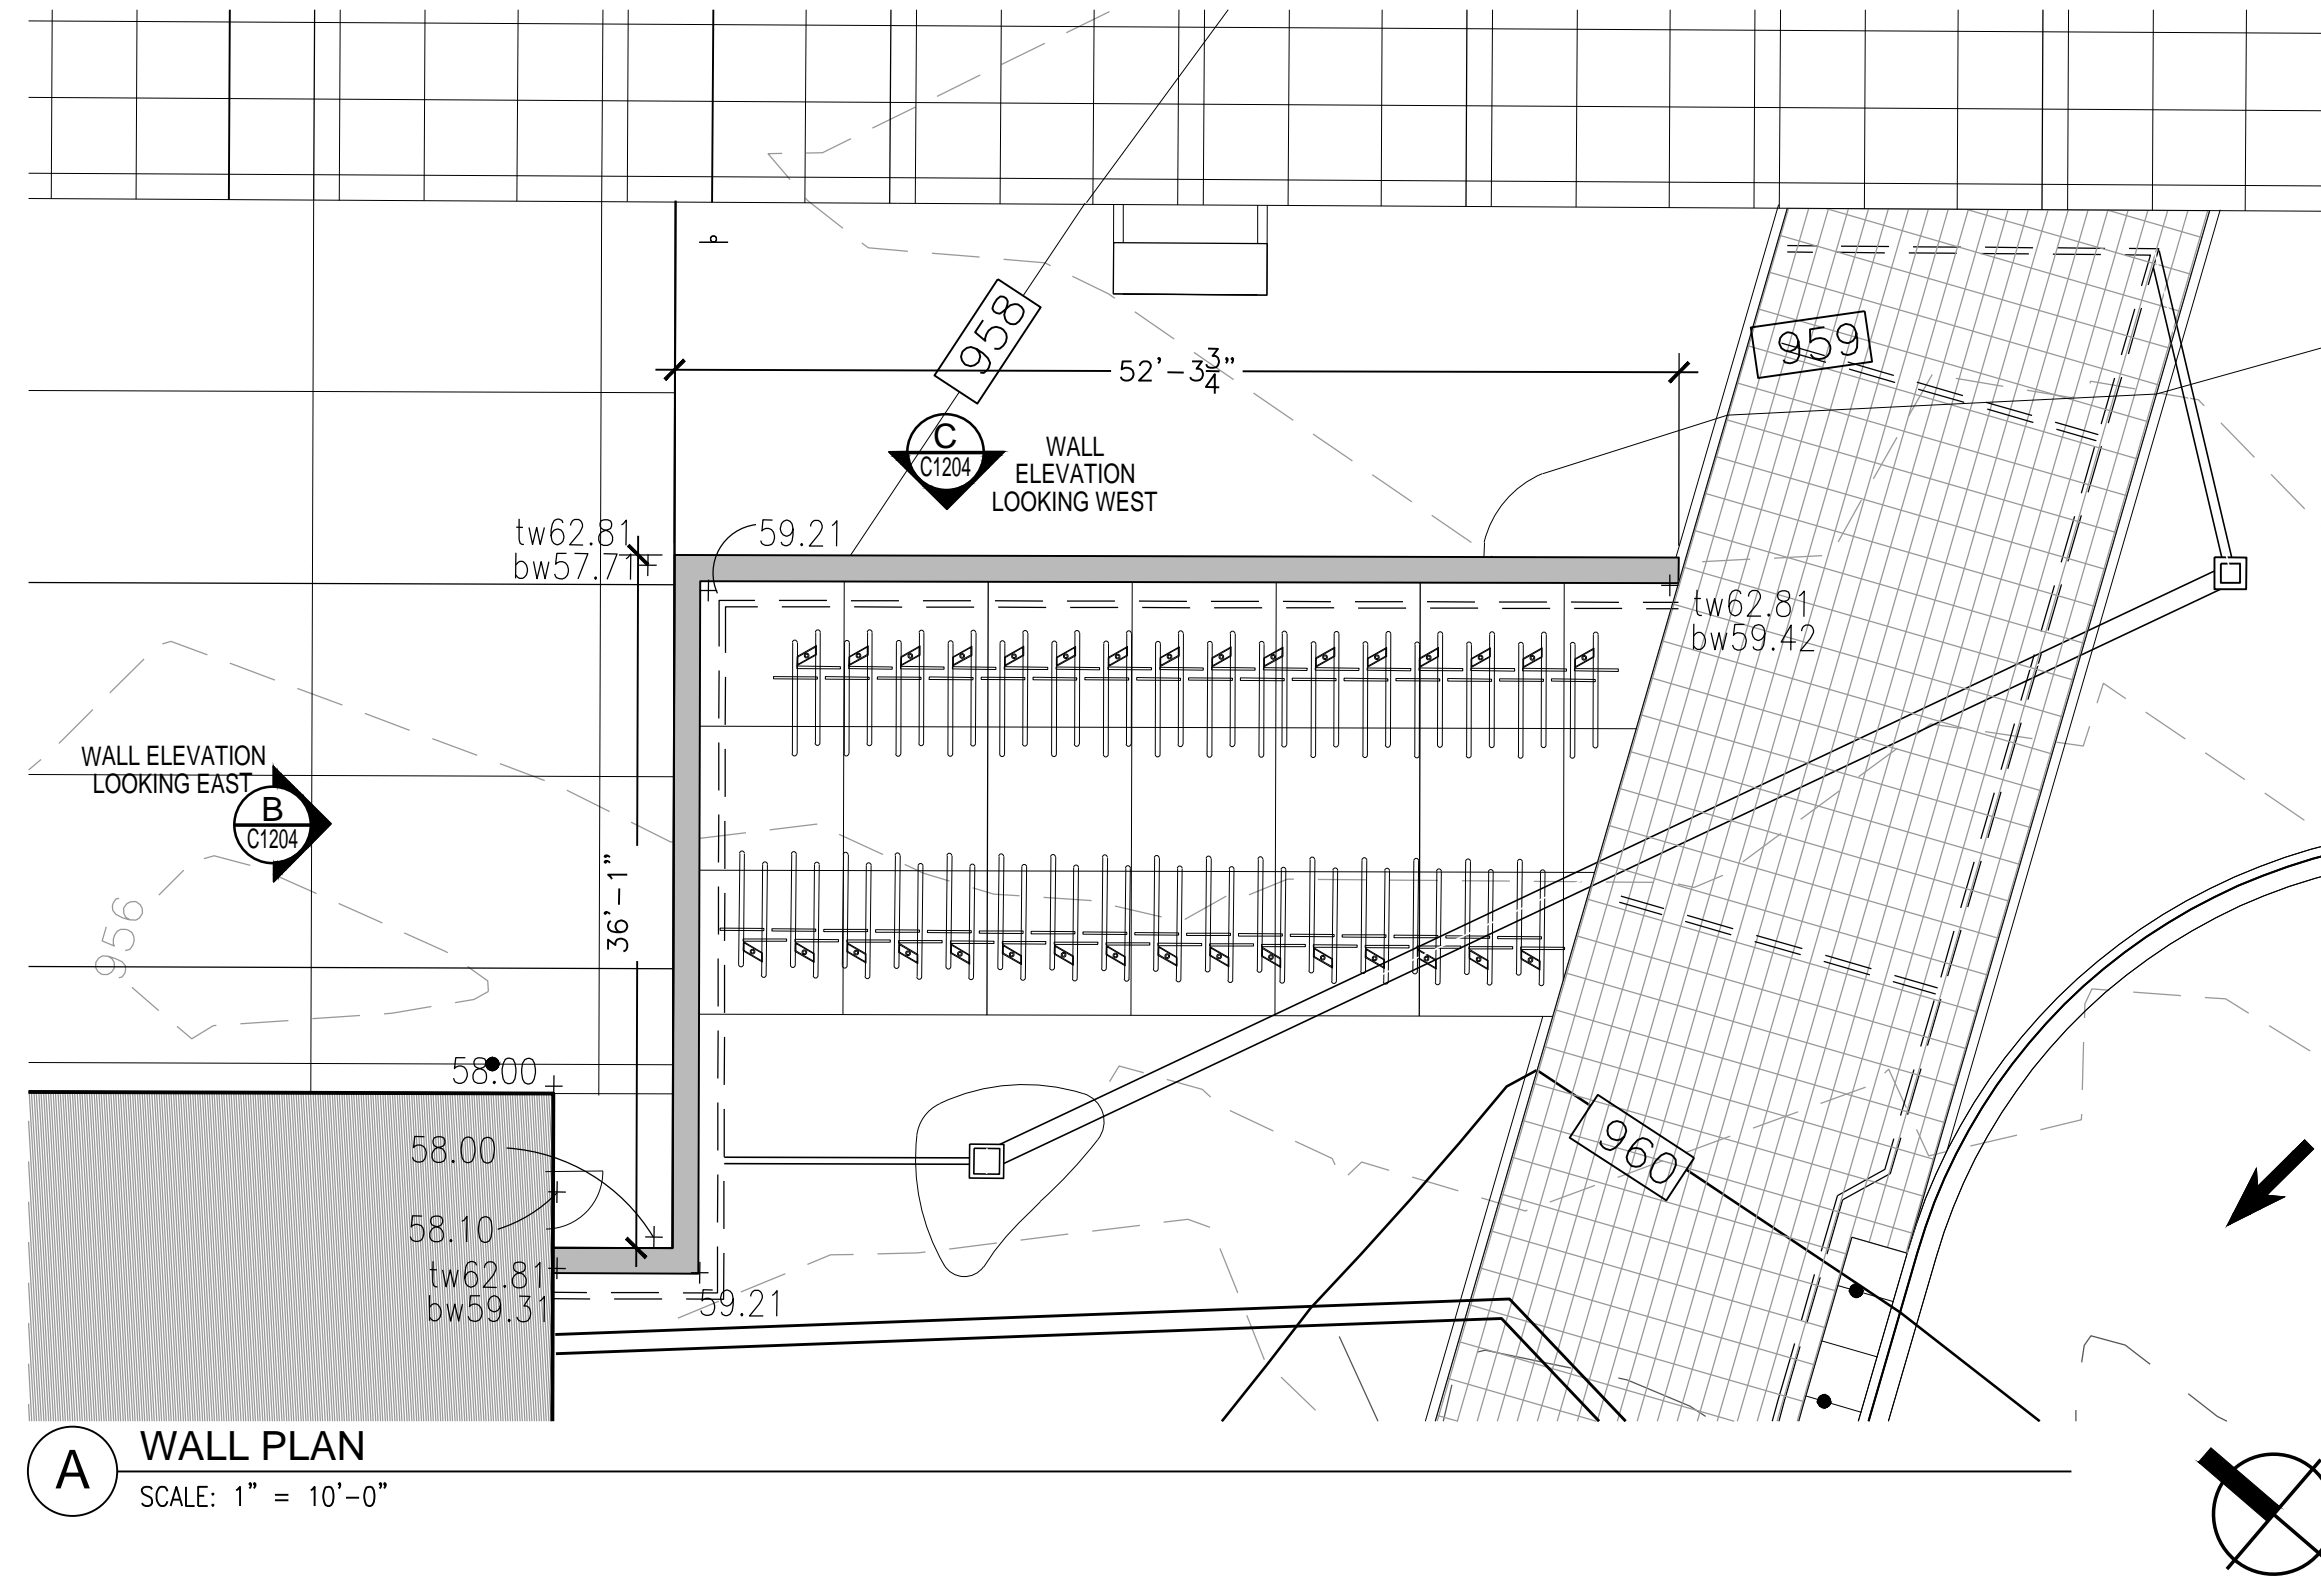 958
959
52'-3 3/4"
C
C1204
WALL
ELEVATION
LOOKING WEST
tw62.81
bw57.71
59.21
tw62.81
bw59.42
WALL ELEVATION
LOOKING EAST
B
C1204
36'-1"
956
58.00
58.00
58.10
tw62.81
bw59.31
59.21
960
A
WALL PLAN
SCALE: 1" = 10'-0"